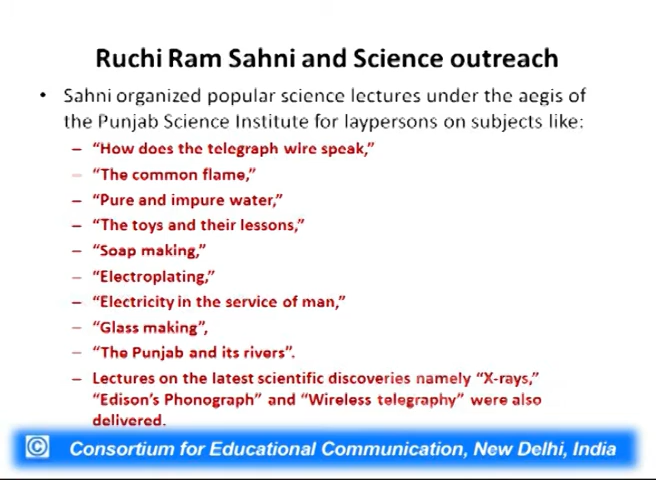 Ruchi Ram Sahni and Science outreach
• Sahni organized popular science lectures under the aegis of
the Punjab Science Institute for laypersons on subjects like:
– “How does the telegraph wire speak,”
– “The common flame,”
– “Pure and impure water,”
– “The toys and their lessons,”
– “Soap making,”
– “Electroplating,”
– “Electricity in the service of man,”
– “Glass making”,
– “The Punjab and its rivers”.
– Lectures on the latest scientific discoveries namely “X-rays,”
“Edison’s Phonograph” and “Wireless telegraphy” were also
delivered.
© Consortium for Educational Communication, New Delhi, India